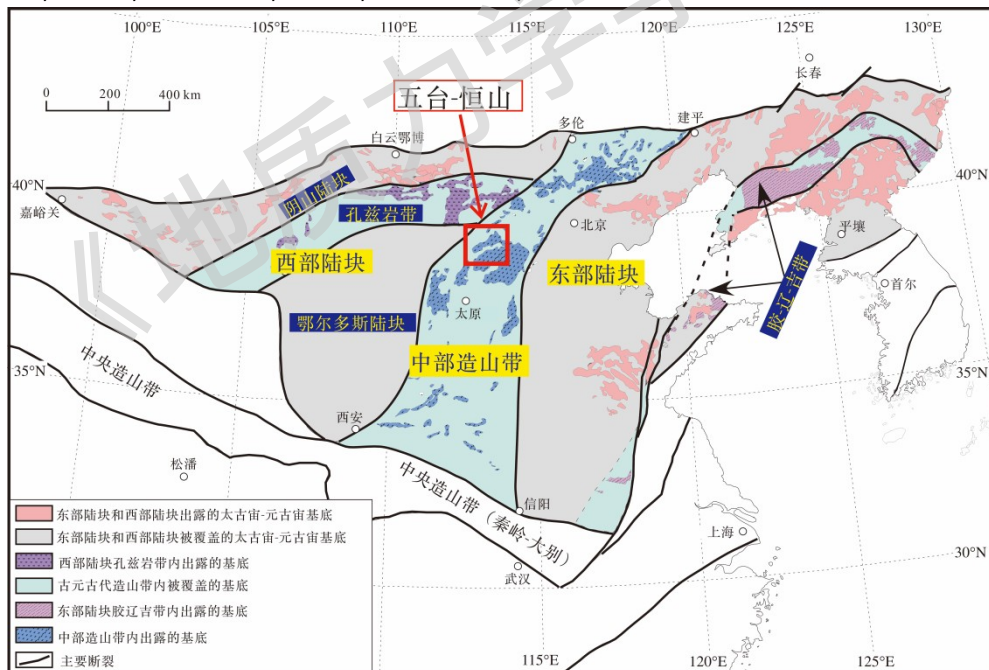 100°E
105°E
110°E
115°E
120°E
125°E
130°E
长春
0
200
400 km
五台-恒山
多伦
建平
白云鄂博
40°N
嘉峪关
阴山陆块
孔兹岩带
北京
40°N
平壤
西部陆块
东部陆块
首尔
胶-辽-吉带
鄂尔多斯陆块
太原
中部造山带
35°N
中央造山带
35°N
西安
松潘
中央造山带（秦岭-大别）
信阳
上海
武汉
30°N
115°E
120°E
125°E
东部陆块和西部陆块出露的太古宙-元古宙基底
东部陆块和西部陆块被覆盖的太古宙-元古宙基底
西部陆块孔兹岩带内出露的基底
古元古代造山带内被覆盖的基底
东部陆块胶辽吉带内出露的基底
中部造山带内出露的基底
主要断裂
《地质力学学